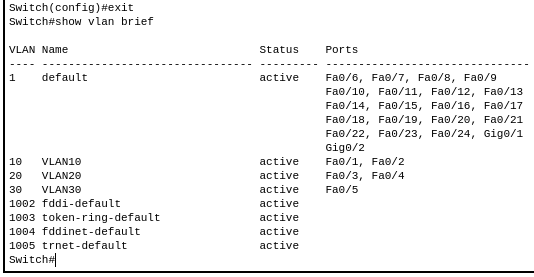 Switch(config)#exit
Switch#show vlan brief
VLAN Name                             Status    Ports
---- -------------------------------- --------- -------------------------------
1    default                          active    Fa0/6, Fa0/7, Fa0/8, Fa0/9
                                                Fa0/10, Fa0/11, Fa0/12, Fa0/13
                                                Fa0/14, Fa0/15, Fa0/16, Fa0/17
                                                Fa0/18, Fa0/19, Fa0/20, Fa0/21
                                                Fa0/22, Fa0/23, Fa0/24, Gig0/1
                                                Gig0/2
10   VLAN10                           active    Fa0/1, Fa0/2
20   VLAN20                           active    Fa0/3, Fa0/4
30   VLAN30                           active    Fa0/5
1002 fddi-default                     active
1003 token-ring-default               active
1004 fddinet-default                  active
1005 trnet-default                    active
Switch#